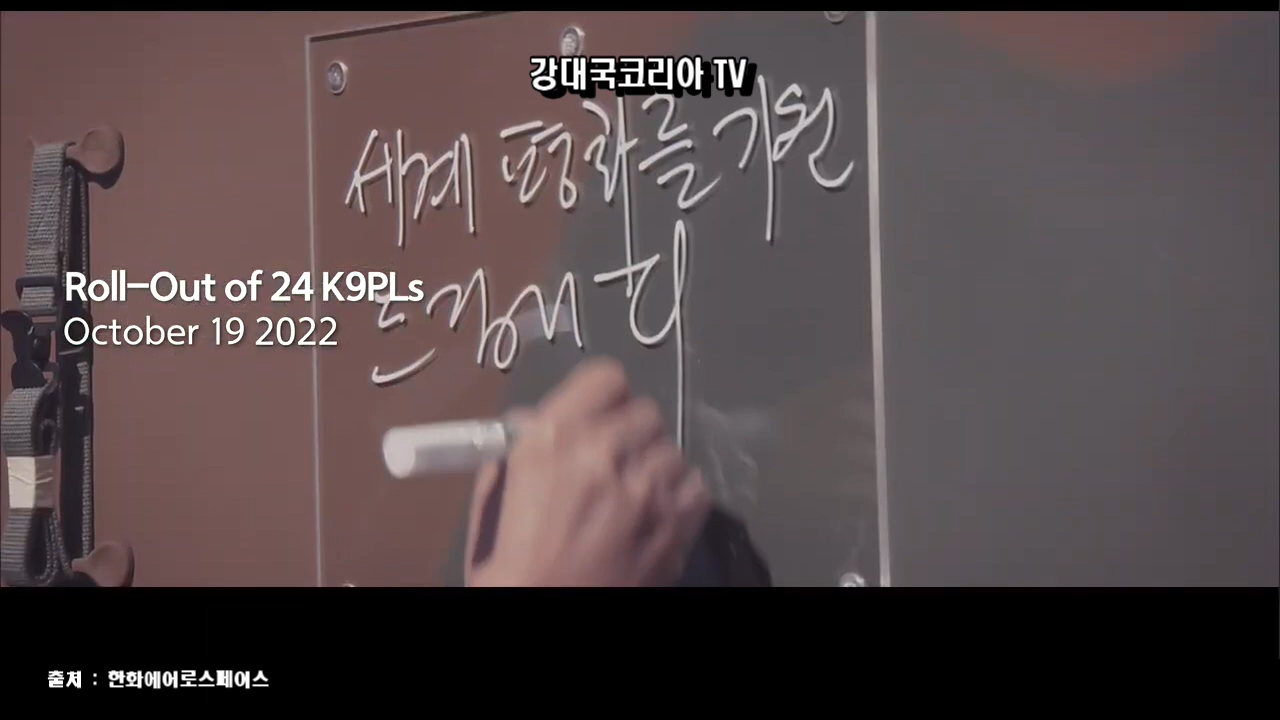 강대국코리아 TV
세계 평화를 기원
Roll-Out of 24 K9PLs
October 19 2022
출처 : 한화에어로스페이스